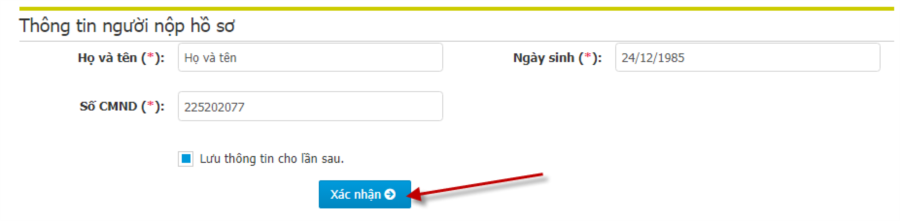 Thông tin người nộp hồ sơ
Họ và tên (*): Họ và tên Ngày sinh (*): 24/12/1985
Số CMND (*): 225202077
Lưu thông tin cho lần sau.
Xác nhận